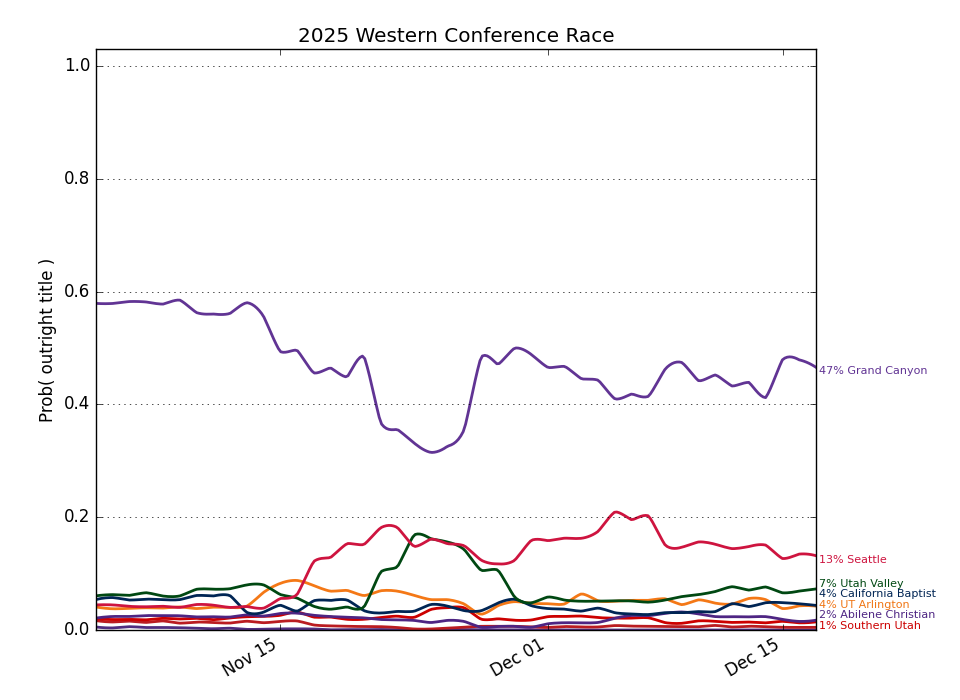 2025 Western Conference Race
1.0
0.8
0.6
0.4
0.2
0.0
Prob( outright title )
Nov 15
Dec 01
Dec 15
47% Grand Canyon
13% Seattle
7% Utah Valley
4% California Baptist
4% UT Arlington
2% Abilene Christian
1% Southern Utah